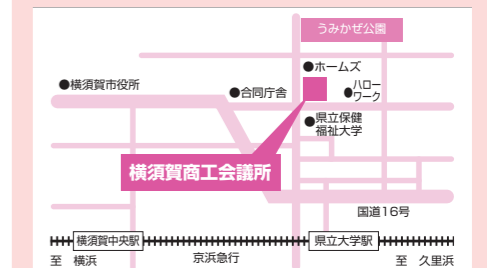 うみかぜ公園
●ホームズ
●横須賀市役所
●合同庁舎
●ハロー
ワーク
●県立保健
福祉大学
横須賀商工会議所
国道16号
横須賀中央駅
県立大学駅
至 横浜
京浜急行
至 久里浜